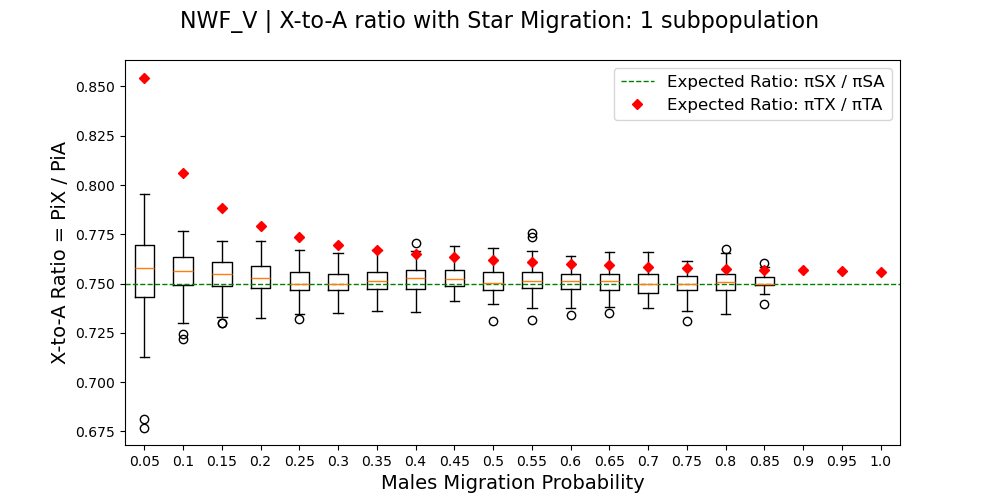 NWF_V | X-to-A ratio with Star Migration: 1 subpopulation
Expected Ratio: πSX / πSA
Expected Ratio: πTX / πTA
X-to-A Ratio = PiX / PiA
0.850
0.825
0.800
0.775
0.750
0.725
0.700
0.675
0.05 0.1 0.15 0.2 0.25 0.3 0.35 0.4 0.45 0.5 0.55 0.6 0.65 0.7 0.75 0.8 0.85 0.9 0.95 1.0
Males Migration Probability